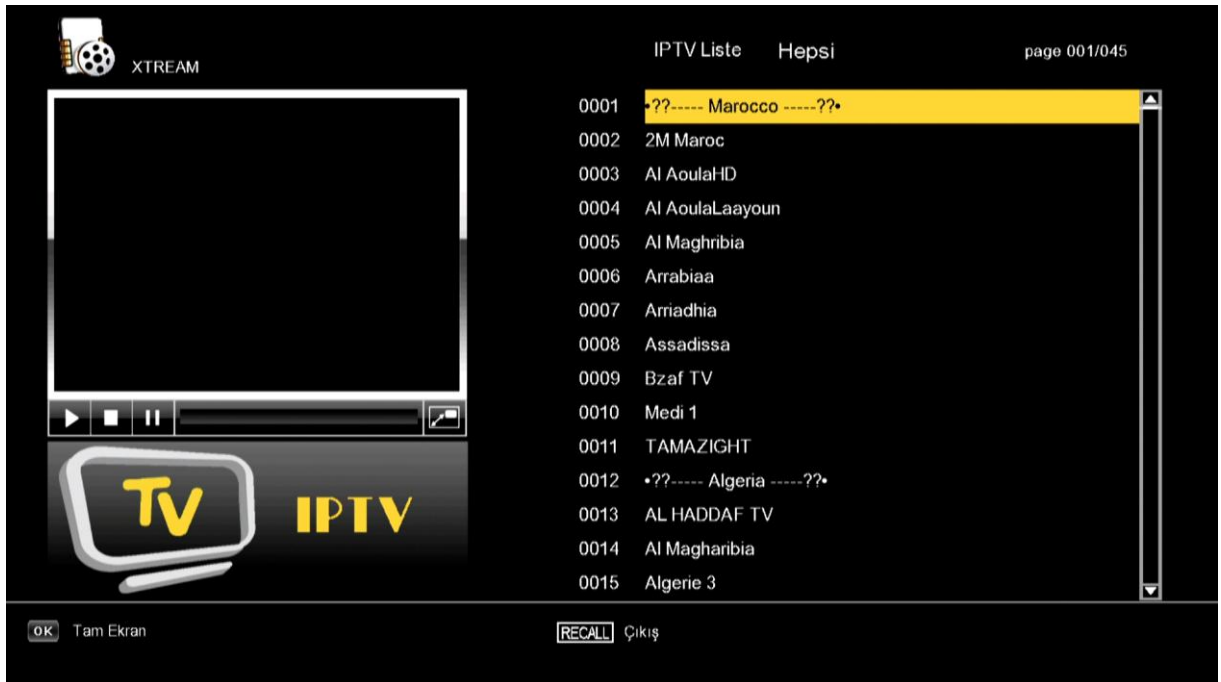 XTREAM
IPTV Liste Hepsi page 001/045
0001 •??----- Marocco -----??•
0002 2M Maroc
0003 Al AoulaHD
0004 Al AoulaLaayoun
0005 Al Maghribia
0006 Arrabiaa
0007 Arriadhia
0008 Assadissa
0009 Bzaf TV
0010 Medi 1
0011 TAMAZIGHT
0012 •??----- Algeria -----??•
0013 AL HADDAF TV
0014 Al Magharibia
0015 Algerie 3
TV IPTV
OK Tam Ekran RECALL Çıkış